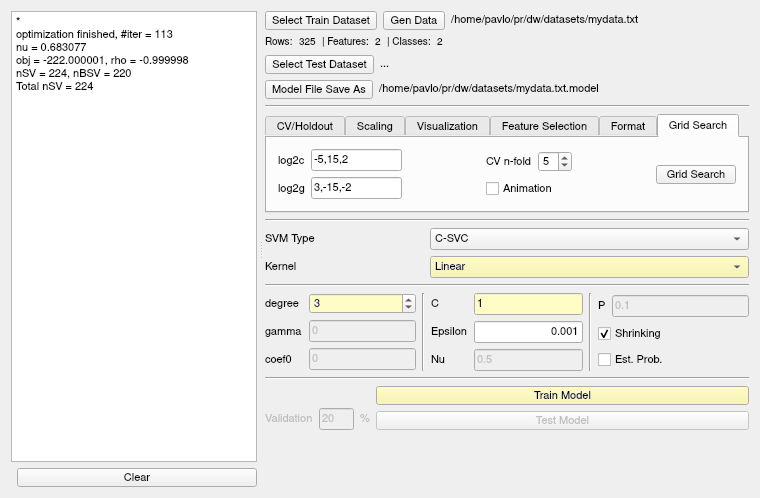 *
optimization finished, #iter = 113
nu = 0.683077
obj = -222.000001, rho = -0.999998
nSV = 224, nBSV = 220
Total nSV = 224
Clear
Select Train Dataset Gen Data /home/pavlo/pr/dw/datasets/mydata.txt
Rows: 325 | Features: 2 | Classes: 2
Select Test Dataset ...
Model File Save As /home/pavlo/pr/dw/datasets/mydata.txt.model
CV/Holdout Scaling Visualization Feature Selection Format Grid Search
log2c -5,15,2 CV n-fold 5
Grid Search
log2g 3,-15,-2 Animation
SVM Type C-SVC
Kernel Linear
degree 3 C 1 P 0.1
gamma 0 Epsilon 0.001 Shrinking
coef0 0 Nu 0.5 Est. Prob.
Train Model
Validation 20 % Test Model